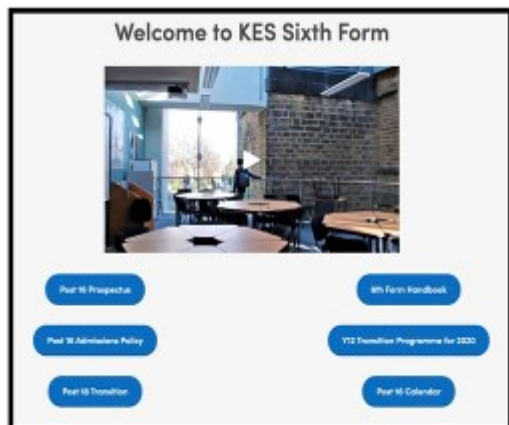 Welcome to KES Sixth Form
Post 16 Prospectus
6th Form Handbook
Post 16 Admissions Policy
Y12 Transition Programme for 2020
Post 16 Transition
Post 16 Calendar